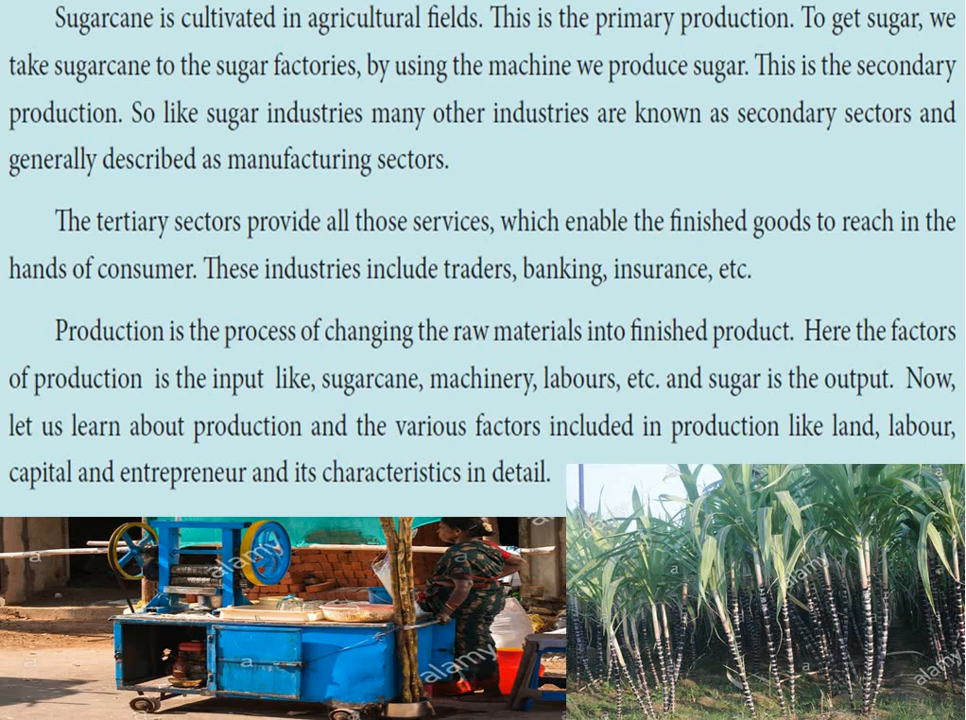 Sugarcane is cultivated in agricultural fields. This is the primary production. To get sugar, we
take sugarcane to the sugar factories, by using the machine we produce sugar. This is the secondary
production. So like sugar industries many other industries are known as secondary sectors and
generally described as manufacturing sectors.
The tertiary sectors provide all those services, which enable the finished goods to reach in the
hands of consumer. These industries include traders, banking, insurance, etc.
Production is the process of changing the raw materials into finished product. Here the factors
of production is the input like, sugarcane, machinery, labours, etc. and sugar is the output. Now,
let us learn about production and the various factors included in production like land, labour,
capital and entrepreneur and its characteristics in detail.
a
alamy
a
a
alamy
a
alamy
a
alamy